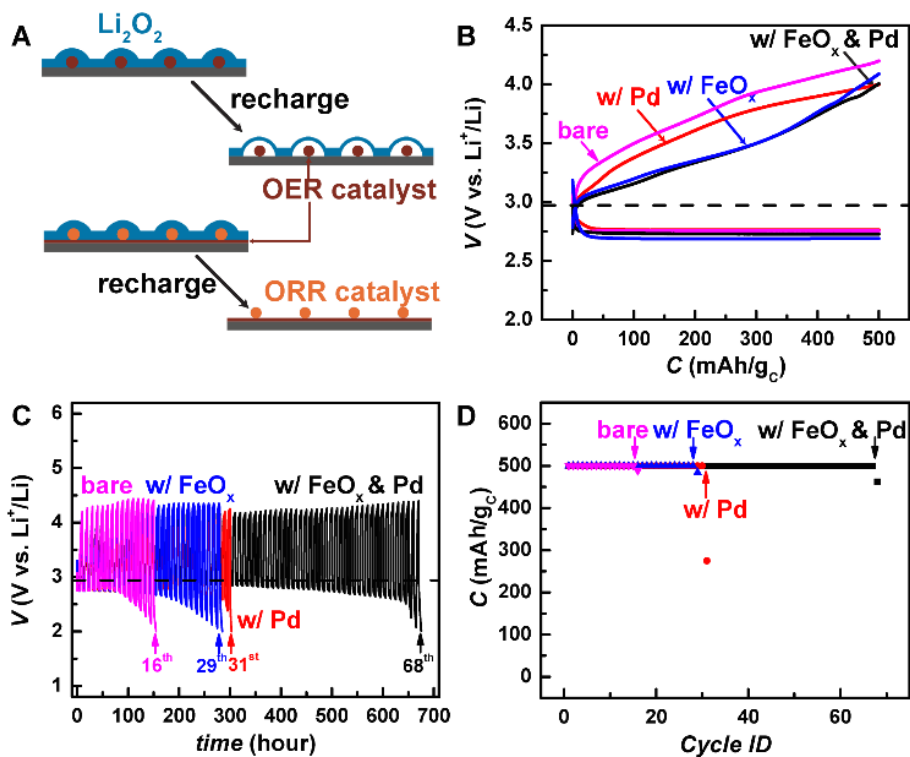 A
Li₂O₂
recharge
OER catalyst
recharge
ORR catalyst
B
w/ FeOₓ & Pd
w/ FeOₓ
w/ Pd
bare
V (V vs. Li⁺/Li)
4.5
4.0
3.5
3.0
2.5
2.0
0 100 200 300 400 500
C (mAh/g_C)
C
bare w/ FeOₓ w/ FeOₓ & Pd
w/ Pd
16ᵗʰ 29ᵗʰ 31ˢᵗ 68ᵗʰ
V (V vs. Li⁺/Li)
6
5
4
3
2
1
0 100 200 300 400 500 600 700
time (hour)
D
bare w/ FeOₓ w/ FeOₓ & Pd
w/ Pd
C (mAh/g_C)
600
500
400
300
200
100
0
0 20 40 60
Cycle ID